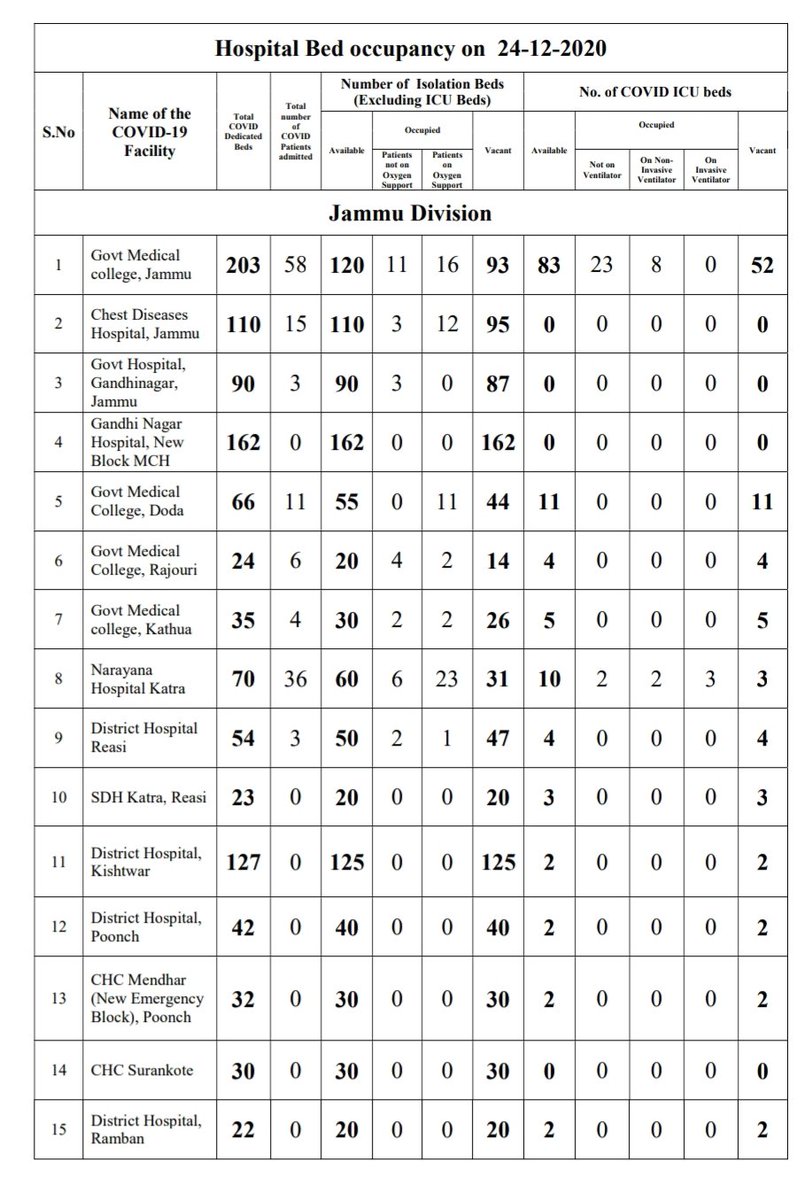 Hospital Bed occupancy on 24-12-2020
S.No
Name of the
COVID-19
Facility
Total
COVID
Dedicated
Beds
Total
number
of
COVID
Patients
admitted
Number of Isolation Beds
(Excluding ICU Beds)
No. of COVID ICU beds
Available
Occupied
Vacant
Available
Occupied
Vacant
Patients
not on
Oxygen
Support
Patients
on
Oxygen
Support
Not on
Ventilator
On Non-
Invasive
Ventilator
On
Invasive
Ventilator
Jammu Division
1 Govt Medical
college, Jammu 203 58 120 11 16 93 83 23 8 0 52
2 Chest Diseases
Hospital, Jammu 110 15 110 3 12 95 0 0 0 0 0
3 Govt Hospital,
Gandhinagar,
Jammu 90 3 90 3 0 87 0 0 0 0 0
4 Gandhi Nagar
Hospital, New
Block MCH 162 0 162 0 0 162 0 0 0 0 0
5 Govt Medical
College, Doda 66 11 55 0 11 44 11 0 0 0 11
6 Govt Medical
College, Rajouri 24 6 20 4 2 14 4 0 0 0 4
7 Govt Medical
college, Kathua 35 4 30 2 2 26 5 0 0 0 5
8 Narayana
Hospital Katra 70 36 60 6 23 31 10 2 2 3 3
9 District Hospital
Reasi 54 3 50 2 1 47 4 0 0 0 4
10 SDH Katra, Reasi 23 0 20 0 0 20 3 0 0 0 3
11 District Hospital,
Kishtwar 127 0 125 0 0 125 2 0 0 0 2
12 District Hospital,
Poonch 42 0 40 0 0 40 2 0 0 0 2
13 CHC Mendhar
(New Emergency
Block), Poonch 32 0 30 0 0 30 2 0 0 0 2
14 CHC Surankote 30 0 30 0 0 30 0 0 0 0 0
15 District Hospital,
Ramban 22 0 20 0 0 20 2 0 0 0 2